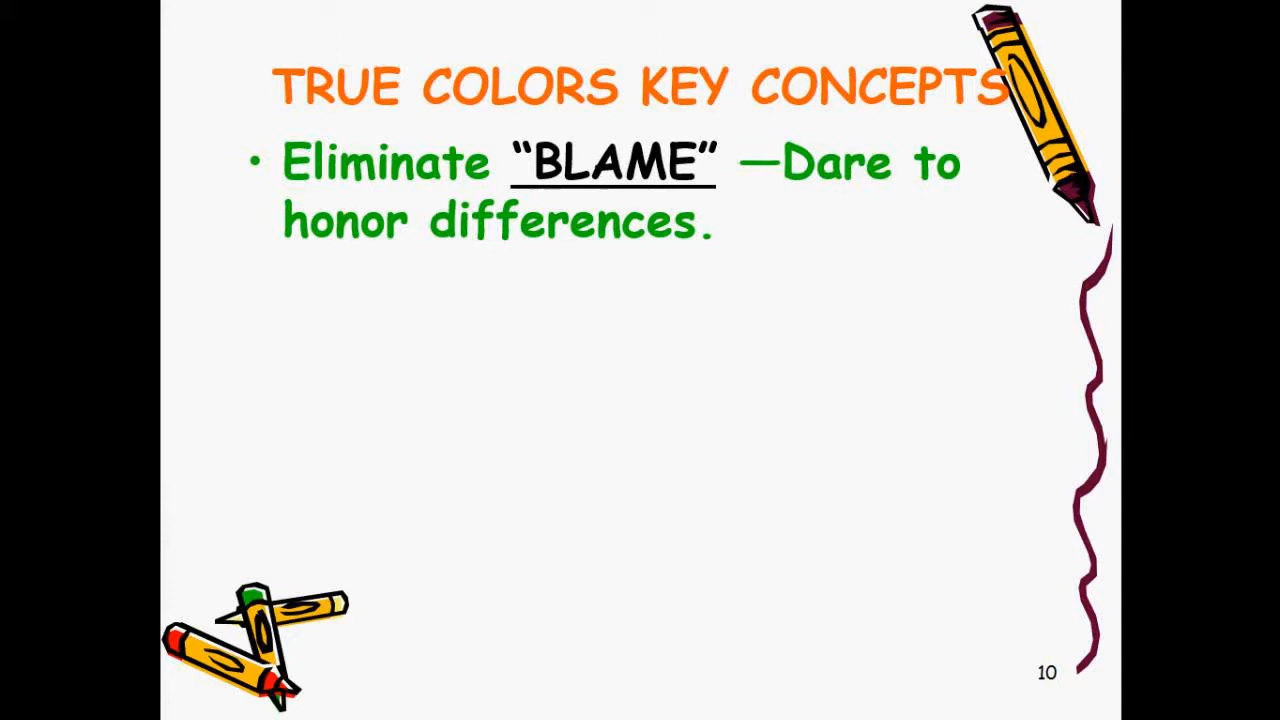 TRUE COLORS KEY CONCEPTS
• Eliminate “BLAME” —Dare to
honor differences.
10